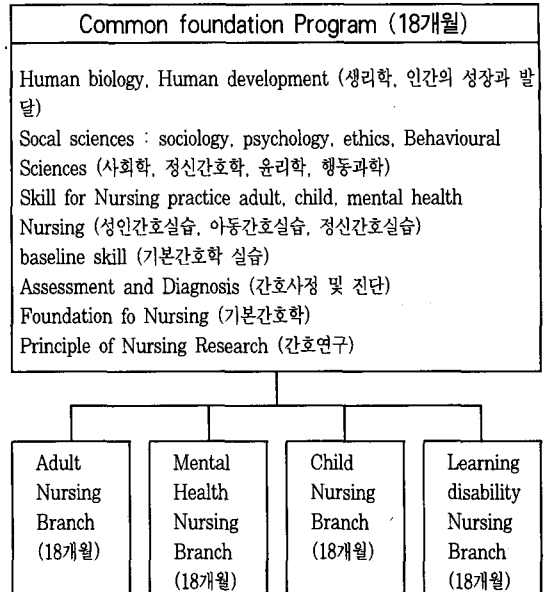 Common foundation Program (18개월)
Human biology, Human development (생리학, 인간의 성장과 발
달)
Socal sciences : sociology, psychology, ethics, Behavioural
Sciences (사회학, 정신간호학, 윤리학, 행동과학)
Skill for Nursing practice adult, child, mental health
Nursing (성인간호실습, 아동간호실습, 정신간호실습)
baseline skill (기본간호학 실습)
Assessment and Diagnosis (간호사정 및 진단)
Foundation fo Nursing (기본간호학)
Principle of Nursing Research (간호연구)
Adult
Nursing
Branch
(18개월)
Mental
Health
Nursing
Branch
(18개월)
Child
Nursing
Branch
(18개월)
Learning
disability
Nursing
Branch
(18개월)